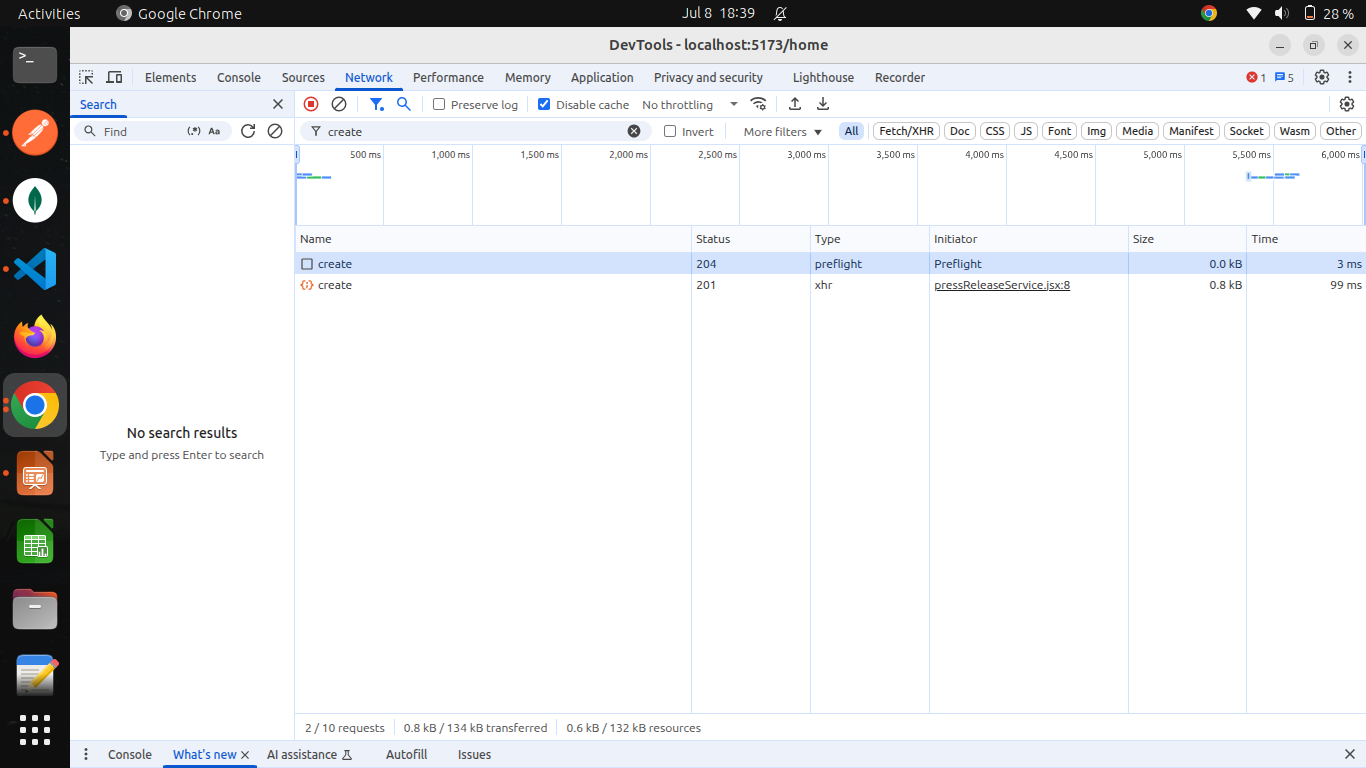 Activities Google Chrome Jul 8 18:39 28 %
DevTools - localhost:5173/home
Elements Console Sources Network Performance Memory Application Privacy and security Lighthouse Recorder 1 5
Search Preserve log Disable cache No throttling
Find (.*) Aa create Invert More filters All Fetch/XHR Doc CSS JS Font Img Media Manifest Socket Wasm Other
500 ms 1,000 ms 1,500 ms 2,000 ms 2,500 ms 3,000 ms 3,500 ms 4,000 ms 4,500 ms 5,000 ms 5,500 ms 6,000 ms
Name Status Type Initiator Size Time
create 204 preflight Preflight 0.0 kB 3 ms
create 201 xhr pressReleaseService.jsx:8 0.8 kB 99 ms
No search results
Type and press Enter to search
2 / 10 requests 0.8 kB / 134 kB transferred 0.6 kB / 132 kB resources
Console What's new AI assistance Autofill Issues